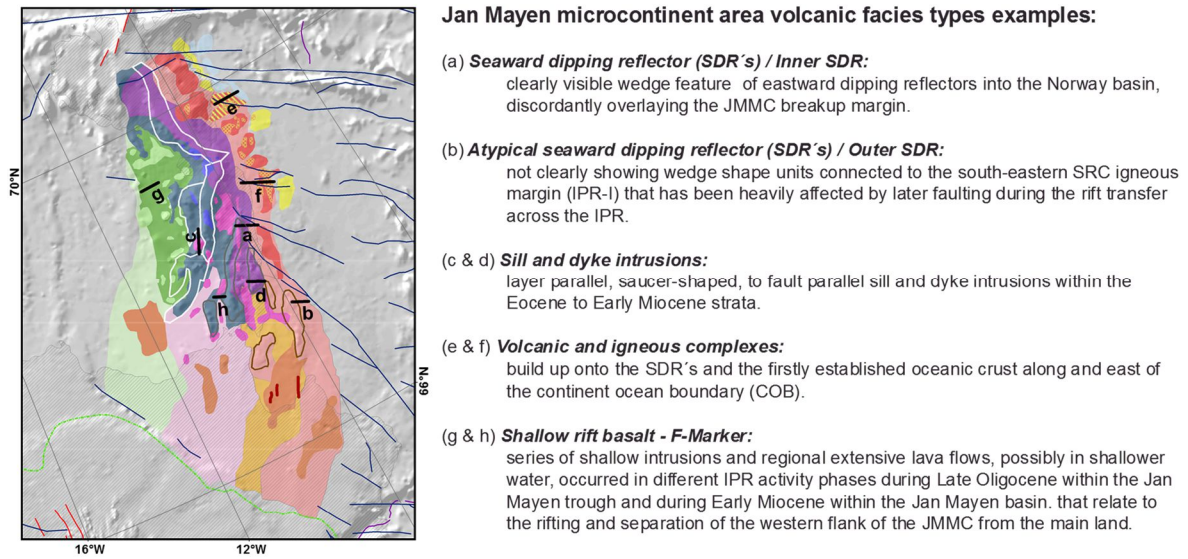 Jan Mayen microcontinent area volcanic facies types examples:
(a) Seaward dipping reflector (SDR´s) / Inner SDR:
clearly visible wedge feature of eastward dipping reflectors into the Norway basin,
discordantly overlaying the JMMC breakup margin.
(b) Atypical seaward dipping reflector (SDR´s) / Outer SDR:
not clearly showing wedge shape units connected to the south-eastern SRC igneous
margin (IPR-I) that has been heavily affected by later faulting during the rift transfer
across the IPR.
(c & d) Sill and dyke intrusions:
layer parallel, saucer-shaped, to fault parallel sill and dyke intrusions within the
Eocene to Early Miocene strata.
(e & f) Volcanic and igneous complexes:
build up onto the SDR´s and the firstly established oceanic crust along and east of
the continent ocean boundary (COB).
(g & h) Shallow rift basalt - F-Marker:
series of shallow intrusions and regional extensive lava flows, possibly in shallower
water, occurred in different IPR activity phases during Late Oligocene within the Jan
Mayen trough and during Early Miocene within the Jan Mayen basin. that relate to
the rifting and separation of the western flank of the JMMC from the main land.
70°N
e
g
f
c
a
d
h
b
66°N
16°W
12°W